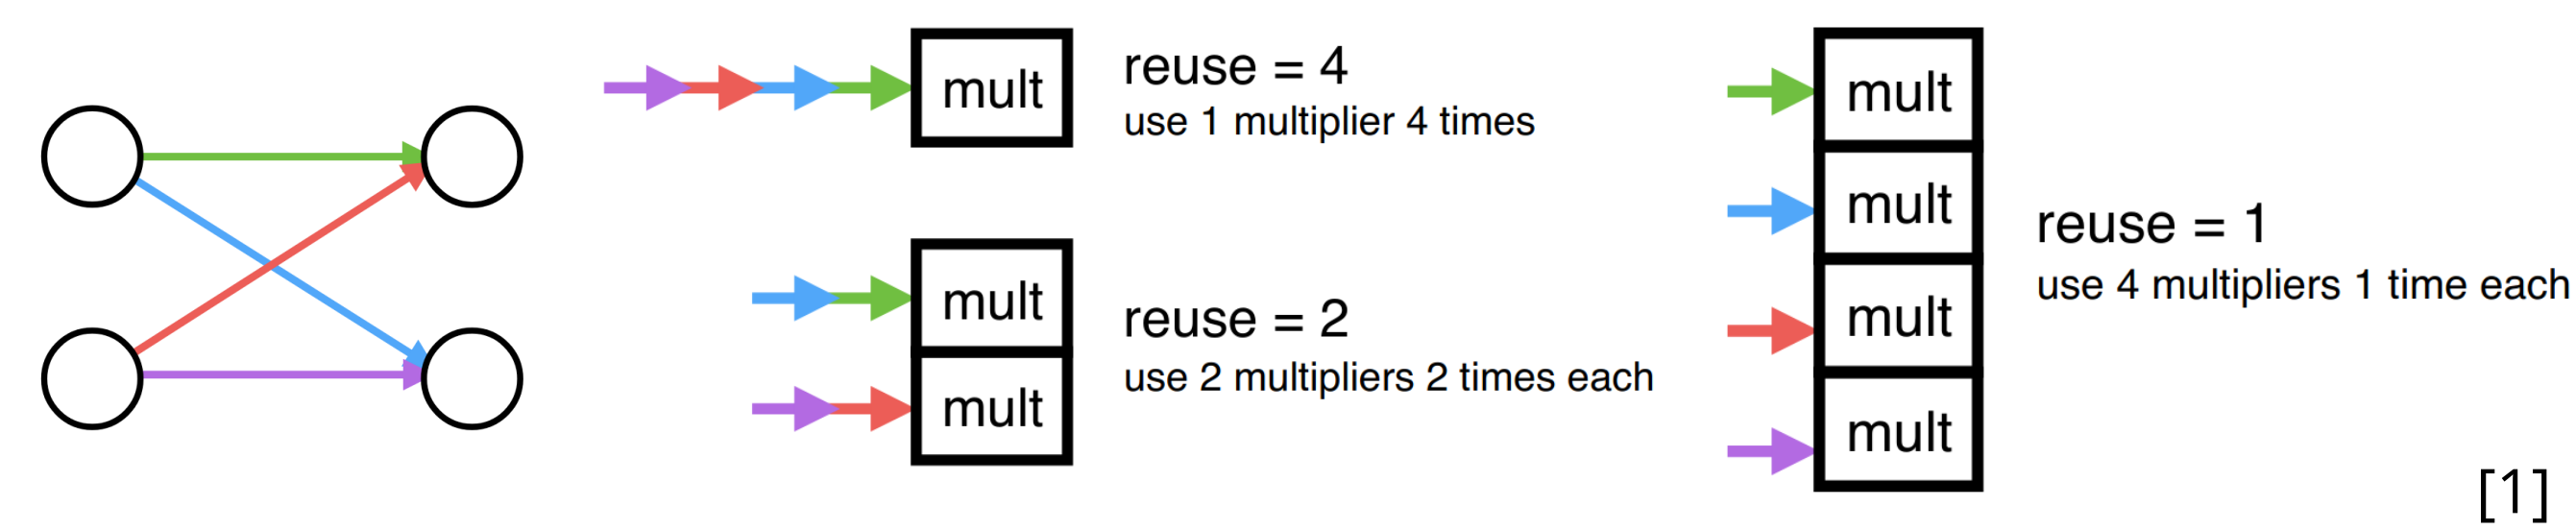 mult
reuse = 4
use 1 multiplier 4 times
mult
mult
reuse = 2
use 2 multipliers 2 times each
mult
mult
mult
mult
reuse = 1
use 4 multipliers 1 time each
[1]